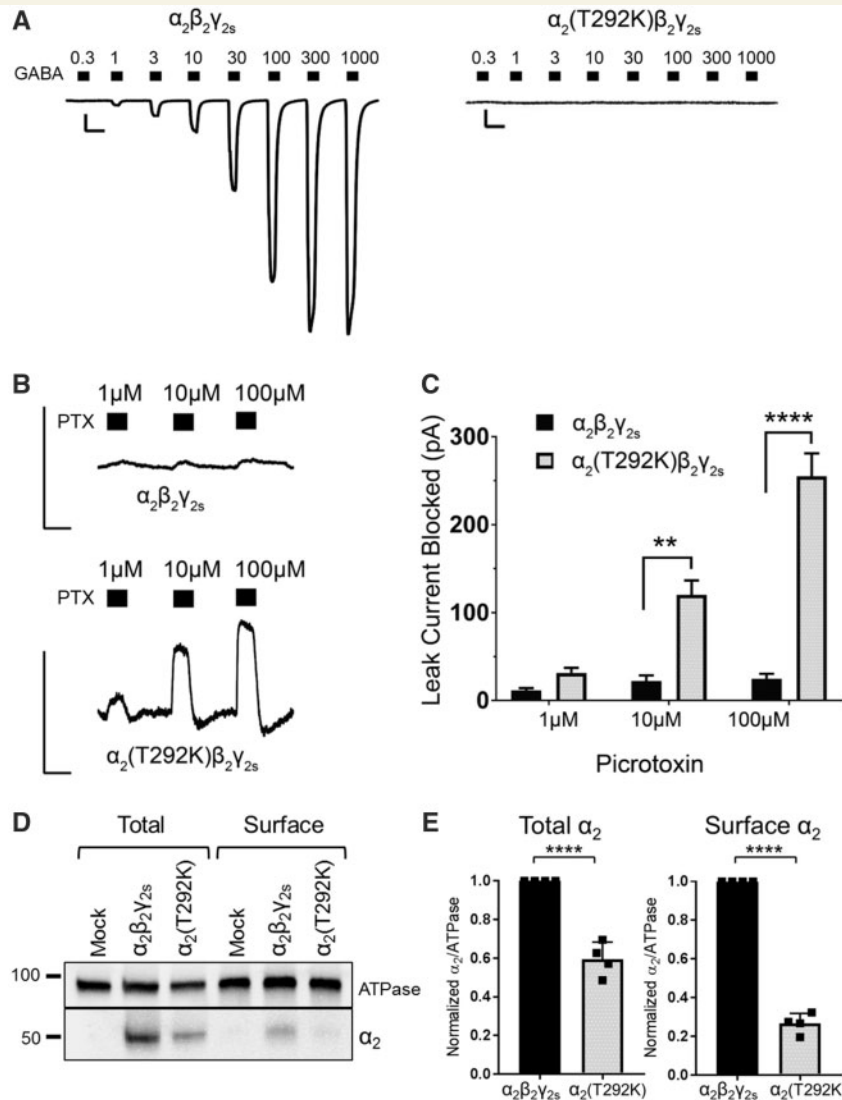 A
α2β2γ2s
α2(T292K)β2γ2s
GABA 0.3 1 3 10 30 100 300 1000
0.3 1 3 10 30 100 300 1000
B
1μM 10μM 100μM
PTX
α2β2γ2s
1μM 10μM 100μM
PTX
α2(T292K)β2γ2s
C
Leak Current Blocked (pA)
300
200
100
0
α2β2γ2s
α2(T292K)β2γ2s
**
****
1μM 10μM 100μM
Picrotoxin
D
Total Surface
Mock α2β2γ2s α2(T292K) Mock α2β2γ2s α2(T292K)
100 ATPase
50 α2
E
Total α2
****
Normalized α2/ATPase
1.0
0.8
0.6
0.4
0.2
0.0
α2β2γ2s α2(T292K)
Surface α2
****
Normalized α2/ATPase
1.0
0.8
0.6
0.4
0.2
0.0
α2β2γ2s α2(T292K)